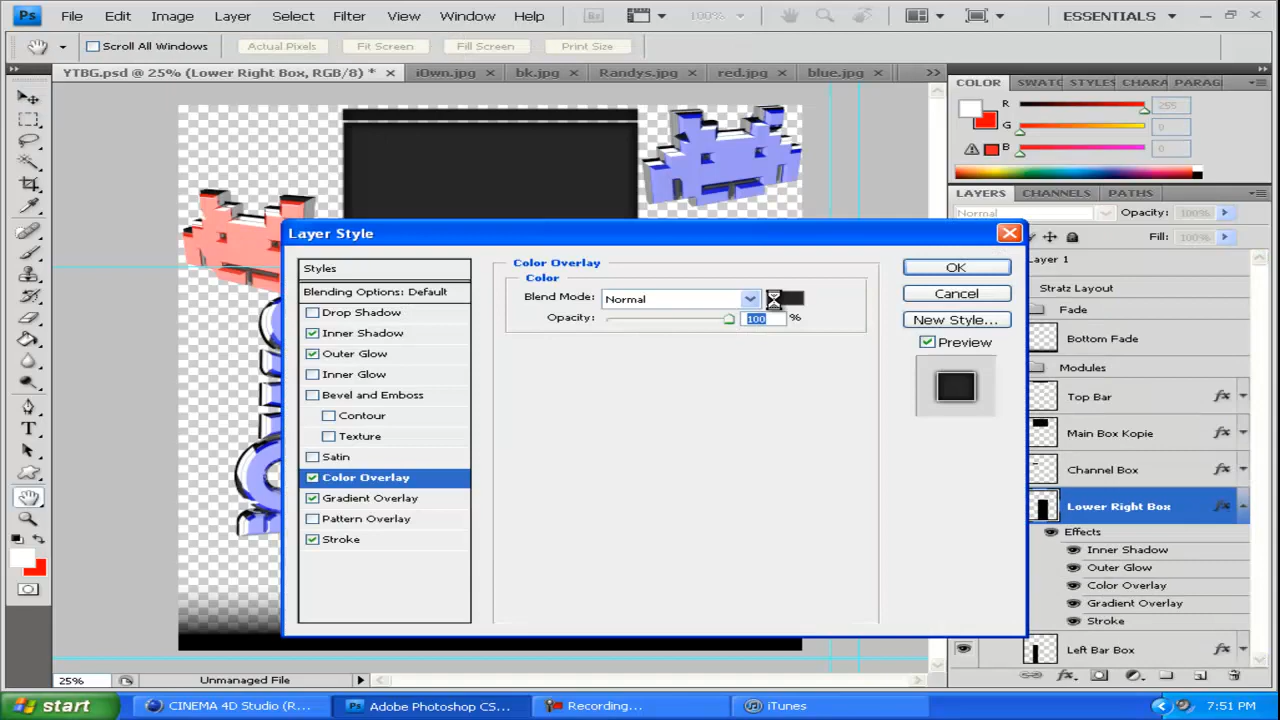 Ps File Edit Image Layer Select Filter View Window Help Br 100% ESSENTIALS
Scroll All Windows Actual Pixels Fit Screen Fill Screen Print Size
YTBG.psd @ 25% (Lower Right Box, RGB/8) * iOwn.jpg bk.jpg Randys.jpg red.jpg blue.jpg
COLOR SWATC STYLES CHARA PARAG
R 255
G 0
B 0
LAYERS CHANNELS PATHS
Normal Opacity: 100%
Fill: 100%
Layer Style
Styles
Blending Options: Default
Drop Shadow
Inner Shadow
Outer Glow
Inner Glow
Bevel and Emboss
Contour
Texture
Satin
Color Overlay
Gradient Overlay
Pattern Overlay
Stroke
Color Overlay
Color
Blend Mode: Normal
Opacity: 100 %
OK
Cancel
New Style...
Preview
Layer 1
Stratz Layout
Fade
Bottom Fade
Modules
Top Bar fx
Main Box Kopie fx
Channel Box fx
Lower Right Box fx
Effects
Inner Shadow
Outer Glow
Color Overlay
Gradient Overlay
Stroke
Left Bar Box fx
25% Unmanaged File
start CINEMA 4D Studio (R... Adobe Photoshop CS... Recording... iTunes 7:51 PM